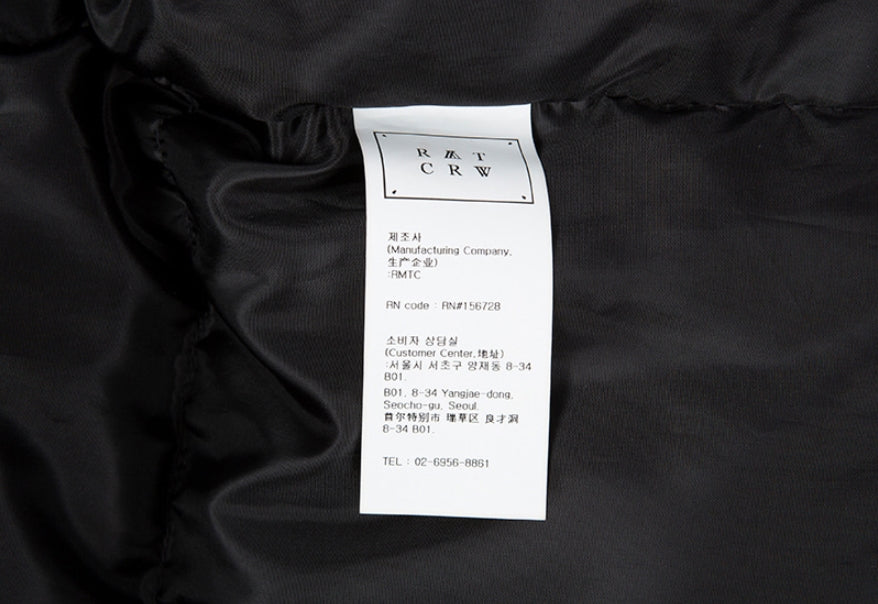 RMT
CRW
제조사
(Manufacturing Company,
生产企业)
:RMTC
RN code : RN#156728
소비자 상담실
(Customer Center,地址)
:서울시 서초구 양재동 8-34
B01.
B01, 8-34 Yangjae-dong,
Seocho-gu, Seoul.
首尔特别市 瑞草区 良才洞
8-34 B01.
TEL : 02-6956-8861